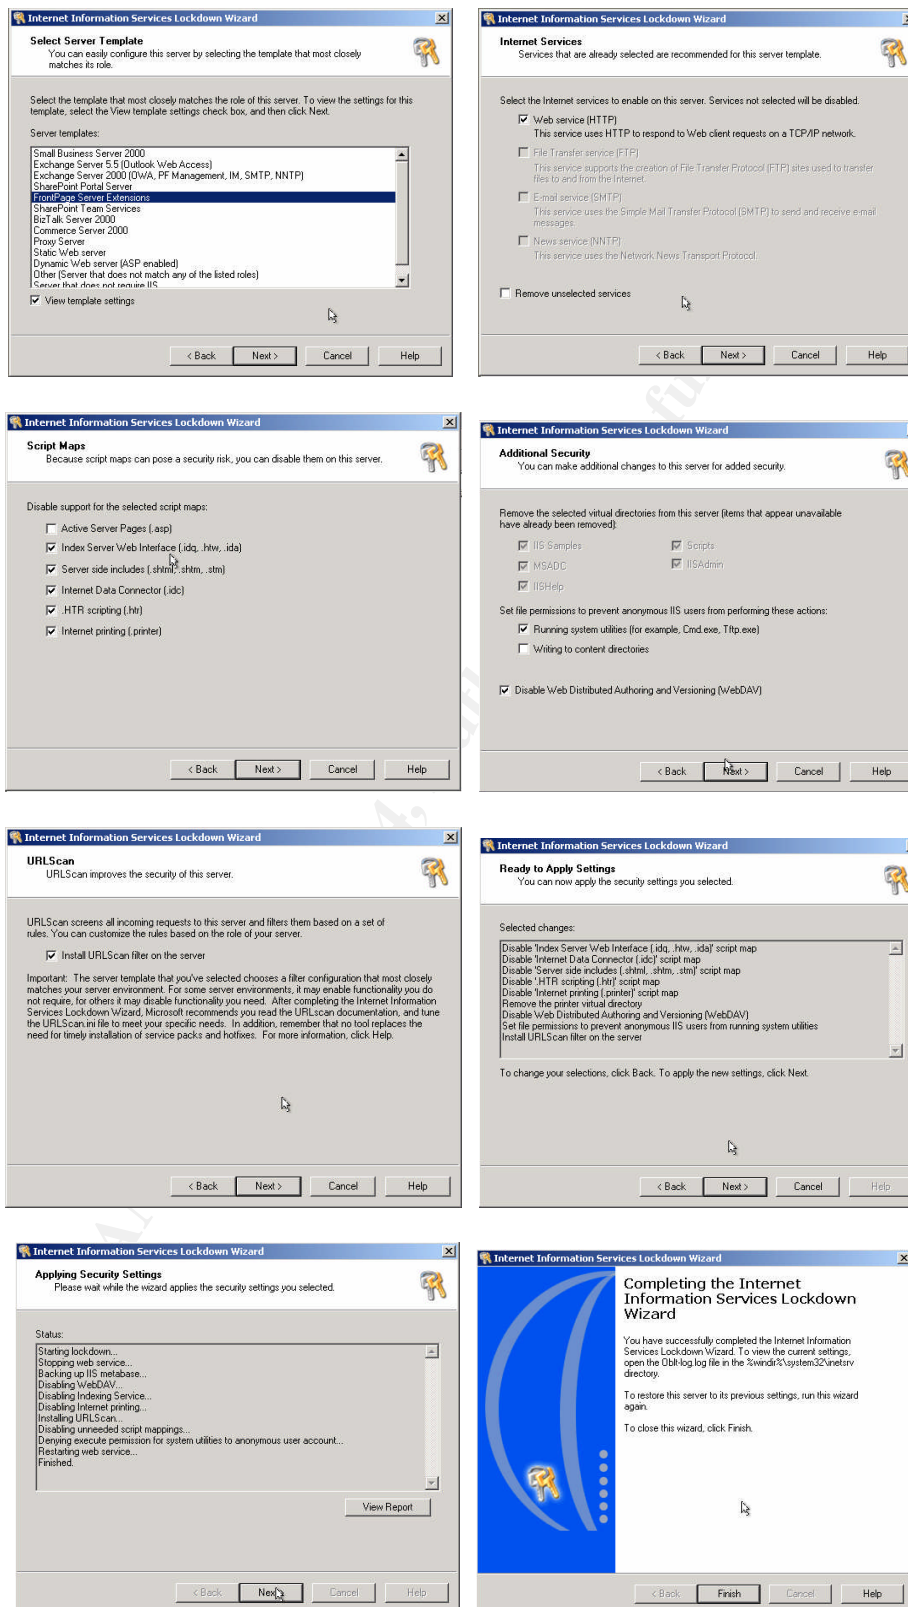 Internet Information Services Lockdown Wizard
Select Server Template
You can easily configure this server by selecting the template that most closely
matches its role.
Select the template that most closely matches the role of this server. To view the settings for this
template, select the View template settings check box, and then click Next.
Server templates:
Small Business Server 2000
Exchange Server 5.5 (Outlook Web Access)
Exchange Server 2000 (OWA, PF Management, IM, SMTP, NNTP)
SharePoint Portal Server
FrontPage Server Extensions
SharePoint Team Services
BizTalk Server 2000
Commerce Server 2000
Proxy Server
Static Web server
Dynamic Web server (ASP enabled)
Other (Server that does not match any of the listed roles)
Server that does not require IIS
View template settings
< Back Next > Cancel Help
Internet Information Services Lockdown Wizard
Internet Services
Services that are already selected are recommended for this server template.
Select the Internet services to enable on this server. Services not selected will be disabled.
Web service (HTTP)
This service uses HTTP to respond to Web client requests on a TCP/IP network.
File Transfer service (FTP)
This service supports the creation of File Transfer Protocol (FTP) sites used to transfer
files to and from the Internet.
E-mail service (SMTP)
This service uses the Simple Mail Transfer Protocol (SMTP) to send and receive e-mail
messages.
News service (NNTP)
This service uses the Network News Transport Protocol.
Remove unselected services
< Back Next > Cancel Help
Internet Information Services Lockdown Wizard
Script Maps
Because script maps can pose a security risk, you can disable them on this server.
Disable support for the selected script maps:
Active Server Pages (.asp)
Index Server Web Interface (.idq, .htw, .ida)
Server side includes (.shtml, .shtm, .stm)
Internet Data Connector (.idc)
.HTR scripting (.htr)
Internet printing (.printer)
< Back Next > Cancel Help
Internet Information Services Lockdown Wizard
Additional Security
You can make additional changes to this server for added security.
Remove the selected virtual directories from this server (items that appear unavailable
have already been removed):
IIS Samples Scripts
MSADC IISAdmin
IISHelp
Set file permissions to prevent anonymous IIS users from performing these actions:
Running system utilities (for example, Cmd.exe, Tftp.exe)
Writing to content directories
Disable Web Distributed Authoring and Versioning (WebDAV)
< Back Next > Cancel Help
Internet Information Services Lockdown Wizard
URLScan
URLScan improves the security of this server.
URLScan screens all incoming requests to this server and filters them based on a set of
rules. You can customize the rules based on the role of your server.
Install URLScan filter on the server
Important: The server template that you've selected chooses a filter configuration that most closely
matches your server environment. For some server environments, it may enable functionality you do
not require, for others it may disable functionality you need. After completing the Internet Information
Services Lockdown Wizard, Microsoft recommends you read the URLscan documentation, and tune
the URLScan.ini file to meet your specific needs. In addition, remember that no tool replaces the
need for timely installation of service packs and hotfixes. For more information, click Help.
< Back Next > Cancel Help
Internet Information Services Lockdown Wizard
Ready to Apply Settings
You can now apply the security settings you selected.
Selected changes:
Disable 'Index Server Web Interface (.idq, .htw, .ida)' script map
Disable 'Internet Data Connector (.idc)' script map
Disable 'Server side includes (.shtml, .shtm, .stm)' script map
Disable '.HTR scripting (.htr)' script map
Disable 'Internet printing (.printer)' script map
Remove the printer virtual directory
Disable Web Distributed Authoring and Versioning (WebDAV)
Set file permissions to prevent anonymous IIS users from running system utilities
Install URLScan filter on the server
To change your selections, click Back. To apply the new settings, click Next.
< Back Next > Cancel Help
Internet Information Services Lockdown Wizard
Applying Security Settings
Please wait while the wizard applies the security settings you selected.
Status:
Starting lockdown...
Stopping web service...
Backing up IIS metabase...
Disabling WebDAV...
Disabling Indexing Service...
Disabling Internet printing...
Installing URLScan...
Disabling unneeded script mappings...
Denying execute permission for system utilities to anonymous user account...
Restarting web service...
Finished.
View Report
< Back Next Cancel Help
Internet Information Services Lockdown Wizard
Completing the Internet
Information Services Lockdown
Wizard
You have successfully completed the Internet Information
Services Lockdown Wizard. To view the current settings,
open the Oblt-log.log file in the %windir%\system32\inetsrv
directory.
To restore this server to its previous settings, run this wizard
again.
To close this wizard, click Finish.
< Back Finish Cancel Help